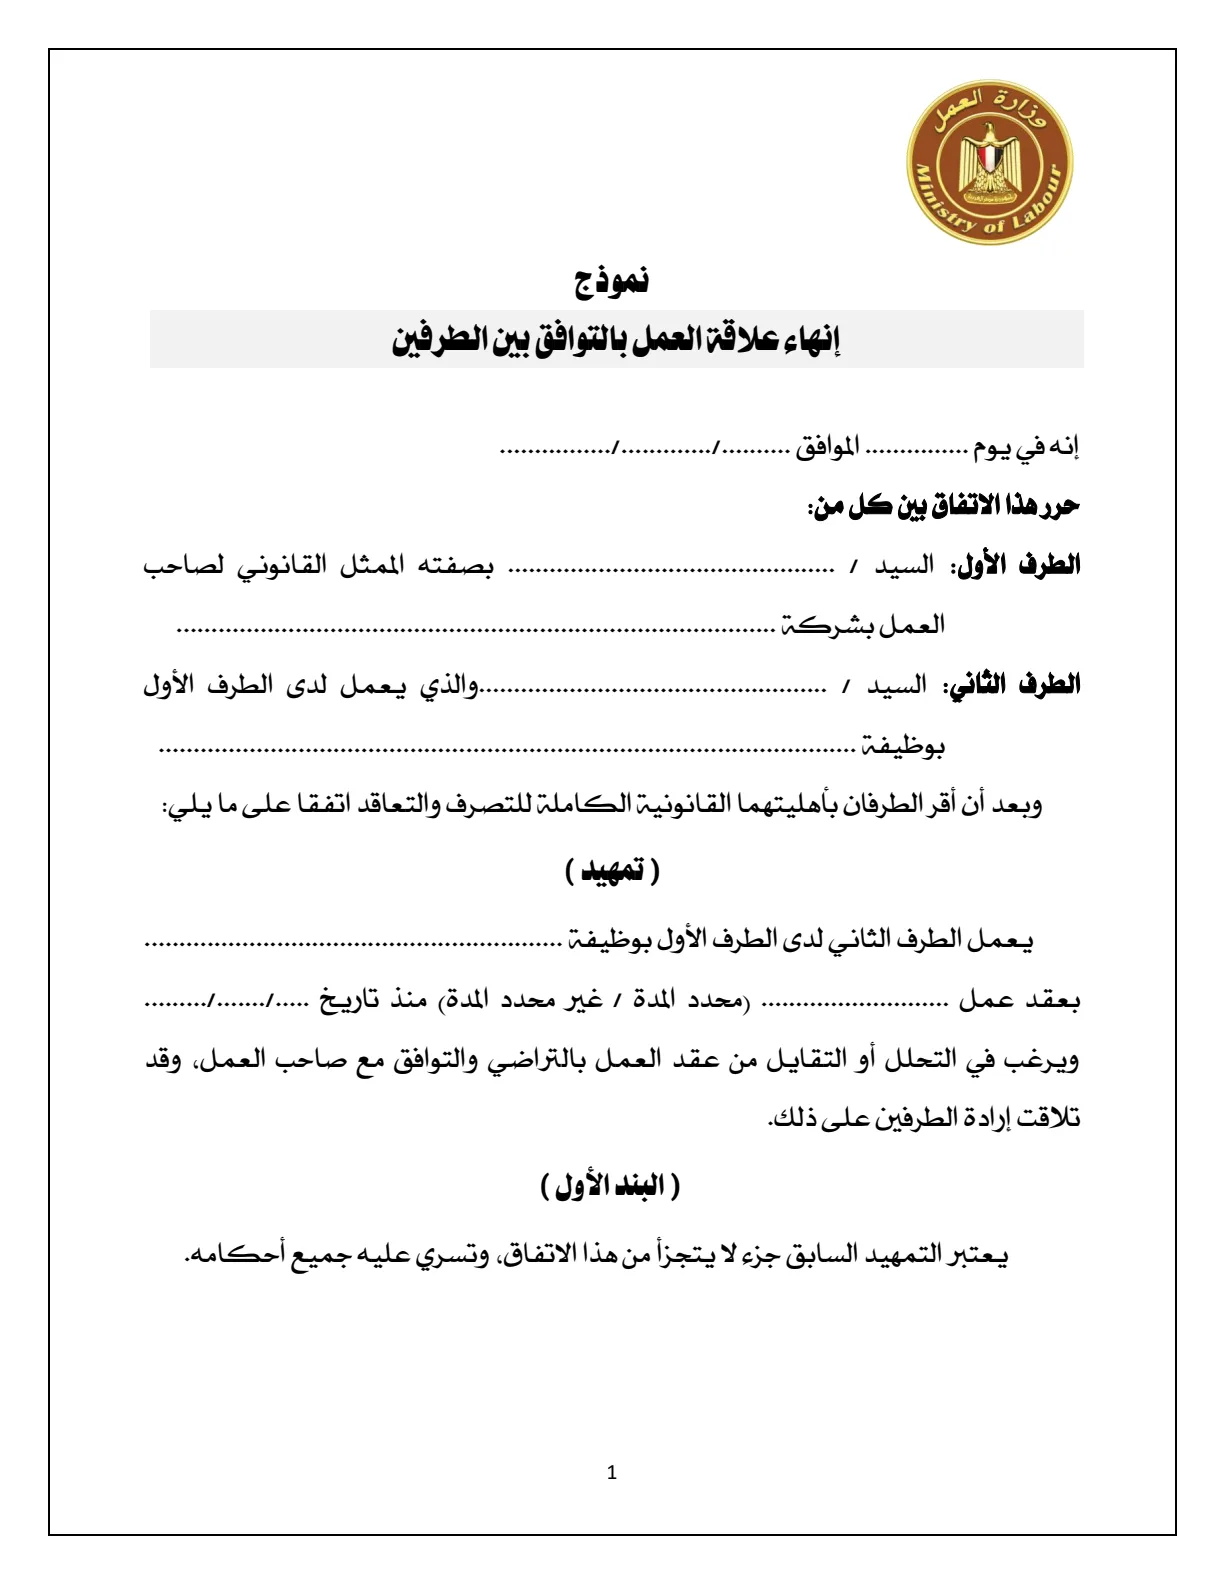 وزارة العمل
Ministry of Labour
نموذج
إنهاء علاقة العمل بالتوافق بين الطرفين
إنه في يوم ............... الموافق ........../............./................
حرر هذا الاتفاق بين كل من:
الطرف الأول: السيد / ............................................... بصفته الممثل القانوني لصاحب
العمل بشركة ......................................................................................
الطرف الثاني: السيد / ..................................................والذي يعمل لدى الطرف الأول
بوظيفة ....................................................................................................
وبعد أن أقر الطرفان بأهليتهما القانونية الكاملة للتصرف والتعاقد اتفقا على ما يلي:
( تمهيد )
يعمل الطرف الثاني لدى الطرف الأول بوظيفة ............................................................
بعقد عمل ........................... (محدد المدة / غير محدد المدة) منذ تاريخ ...../......./.........
ويرغب في التحلل أو التقايل من عقد العمل بالتراضي والتوافق مع صاحب العمل، وقد
تلاقت إرادة الطرفين على ذلك.
( البند الأول )
يعتبر التمهيد السابق جزء لا يتجزأ من هذا الاتفاق، وتسري عليه جميع أحكامه.
1